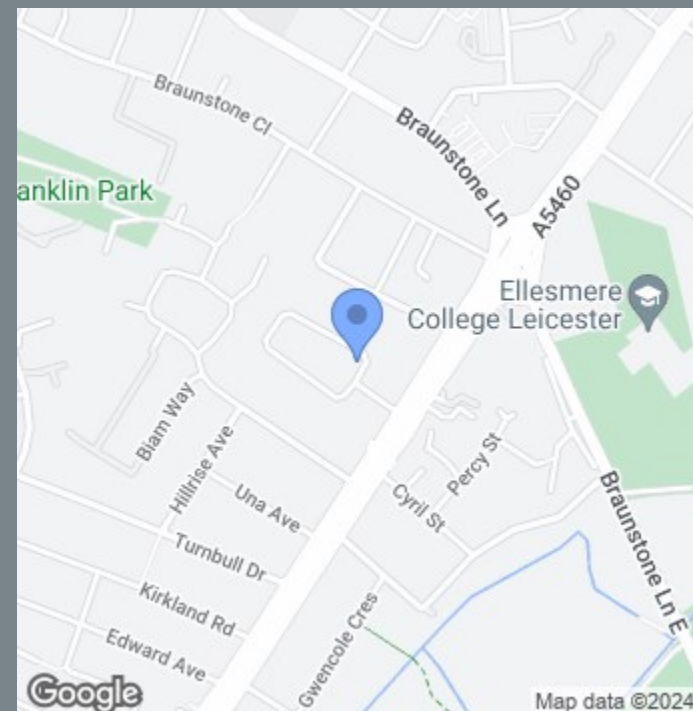 Braunstone Cl
Braunstone Ln
A5460
anklin Park
Ellesmere
College Leicester
Biam Way
Hillrise Ave
Percy St
Una Ave
Cyril St
Turnbull Dr
Braunstone Ln E
Kirkland Rd
Edward Ave
Gwencole Cres
Google
Map data ©2024